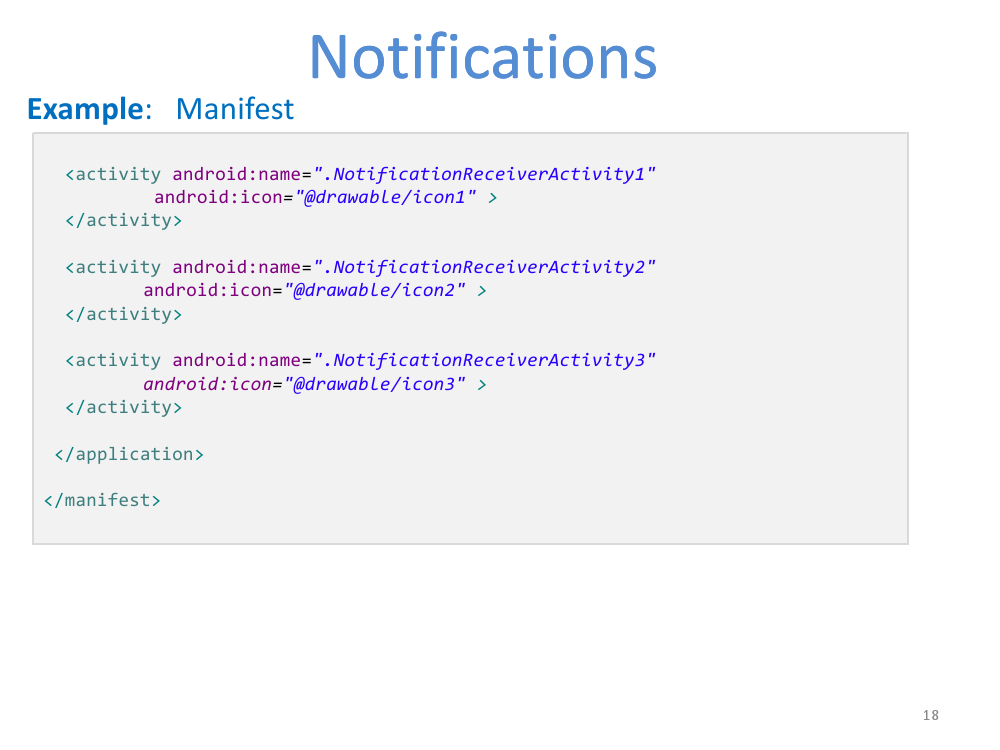 Notifications
Example:   Manifest
<activity android:name=".NotificationReceiverActivity1"
android:icon="@drawable/icon1" >
</activity>
<activity android:name=".NotificationReceiverActivity2"
android:icon="@drawable/icon2" >
</activity>
<activity android:name=".NotificationReceiverActivity3"
android:icon="@drawable/icon3" >
</activity>
</application>
</manifest>
18